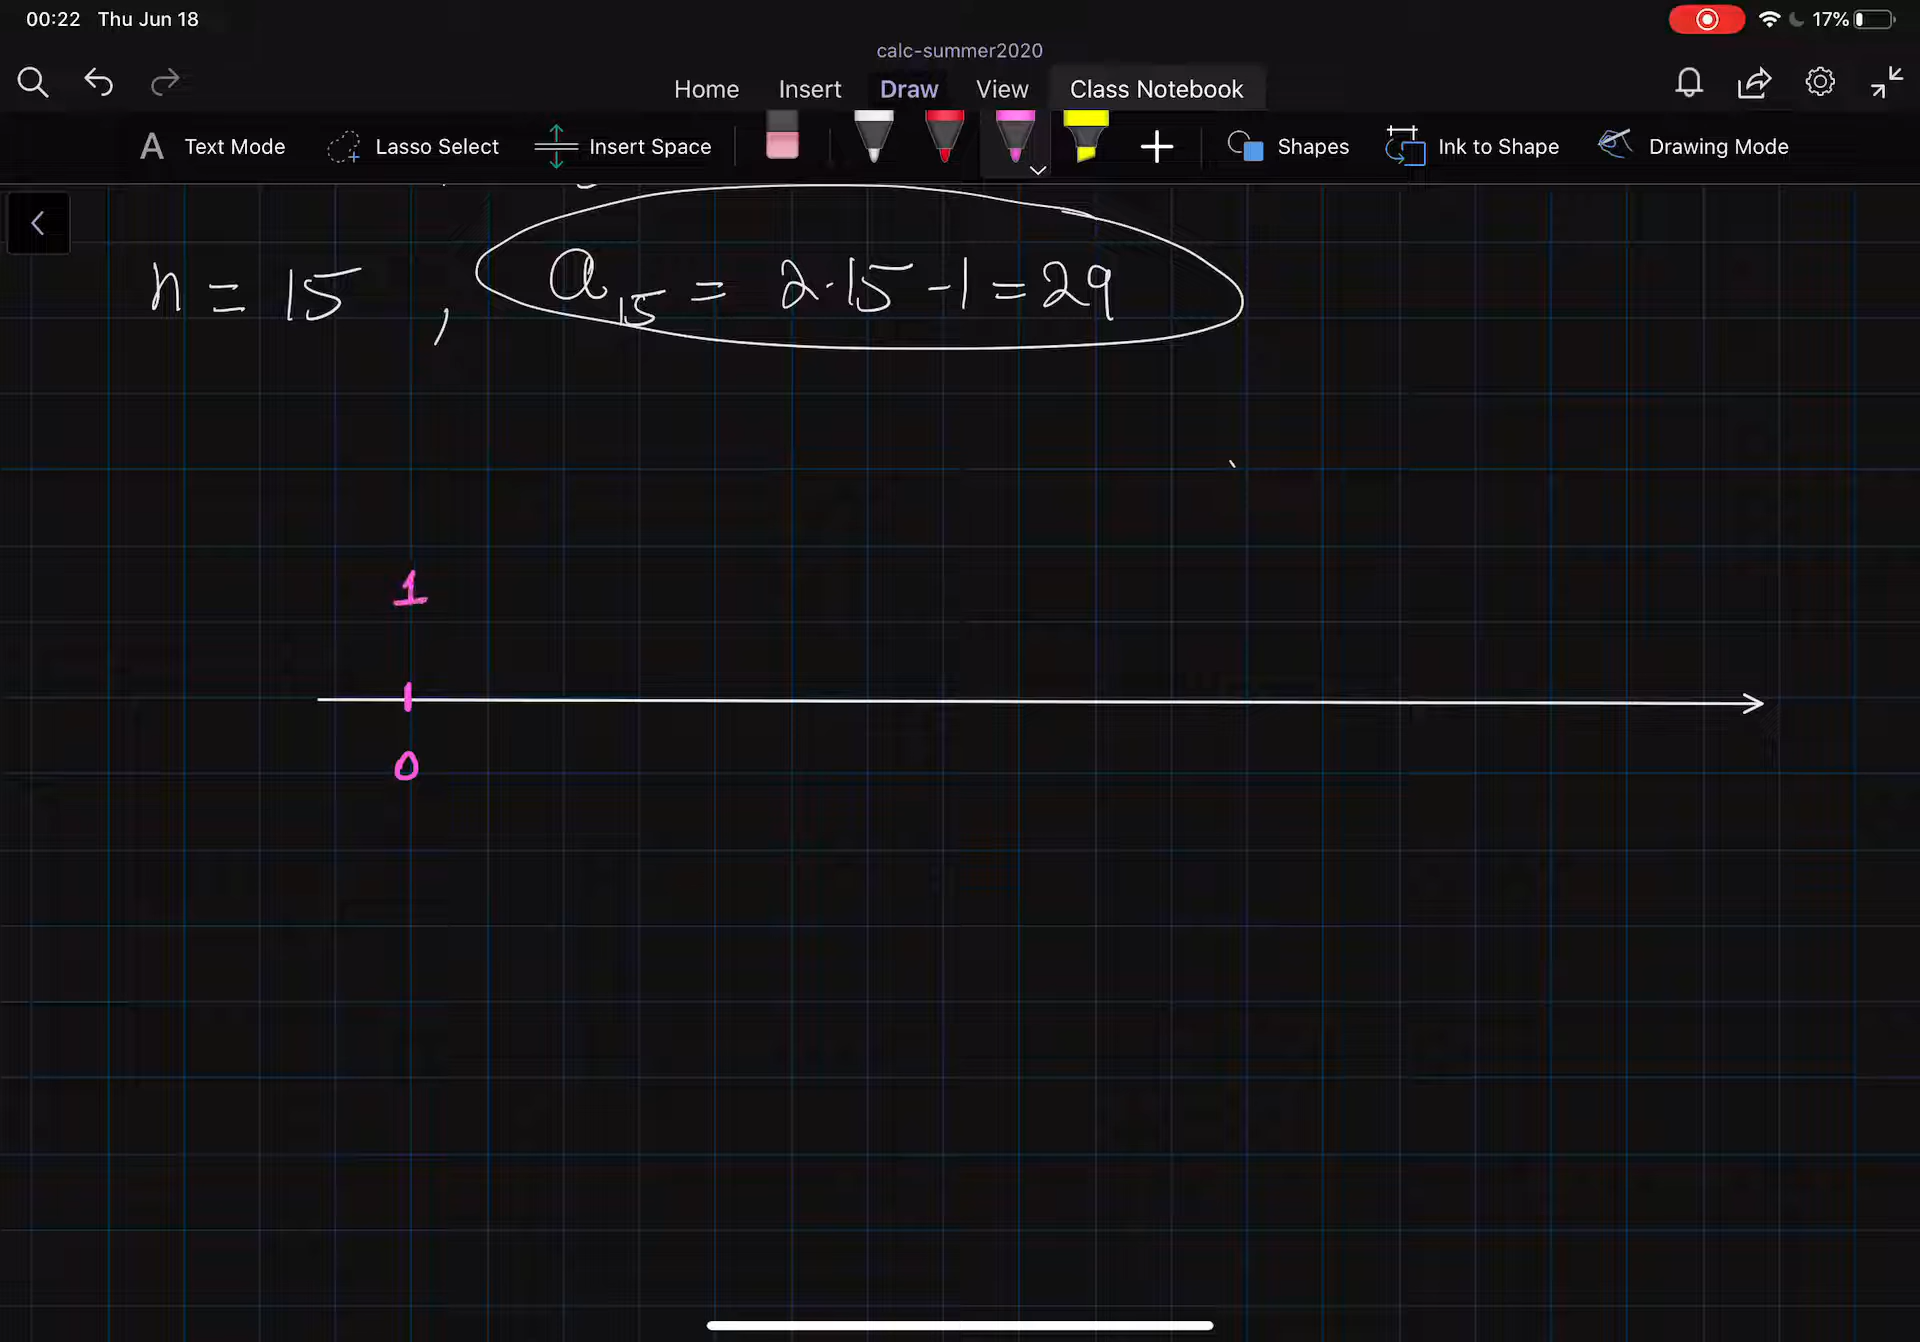 00:22 Thu Jun 18 17%
calc-summer2020
Home Insert Draw View Class Notebook
A Text Mode Lasso Select Insert Space Shapes Ink to Shape Drawing Mode
n = 15 , a₁₅ = 2·15 -1 = 29
1
0